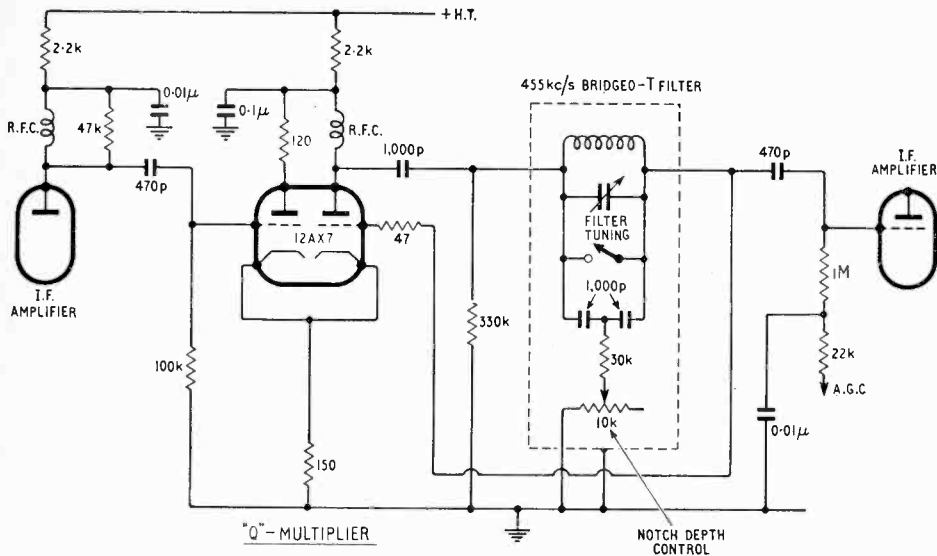 + H.T.
2·2k
2·2k
455kc/s BRIDGED-T FILTER
0·01μ
0·1μ
R.F.C.
47k
120
R.F.C.
1,000p
470p
470p
I.F.
AMPLIFIER
FILTER
TUNING
12AX7
47
1M
I.F.
AMPLIFIER
1,000p
330k
30k
22k
100k
A.G.C
10k
0·01μ
150
"Q"-MULTIPLIER
NOTCH DEPTH
CONTROL